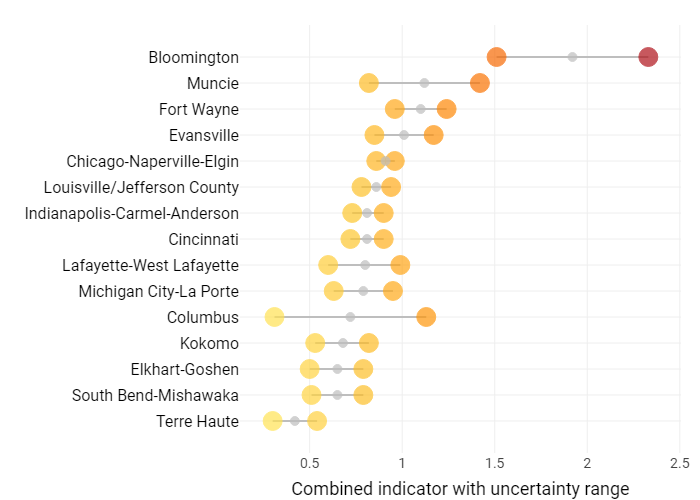 Bloomington
Muncie
Fort Wayne
Evansville
Chicago-Naperville-Elgin
Louisville/Jefferson County
Indianapolis-Carmel-Anderson
Cincinnati
Lafayette-West Lafayette
Michigan City-La Porte
Columbus
Kokomo
Elkhart-Goshen
South Bend-Mishawaka
Terre Haute
0.5 1 1.5 2 2.5
Combined indicator with uncertainty range